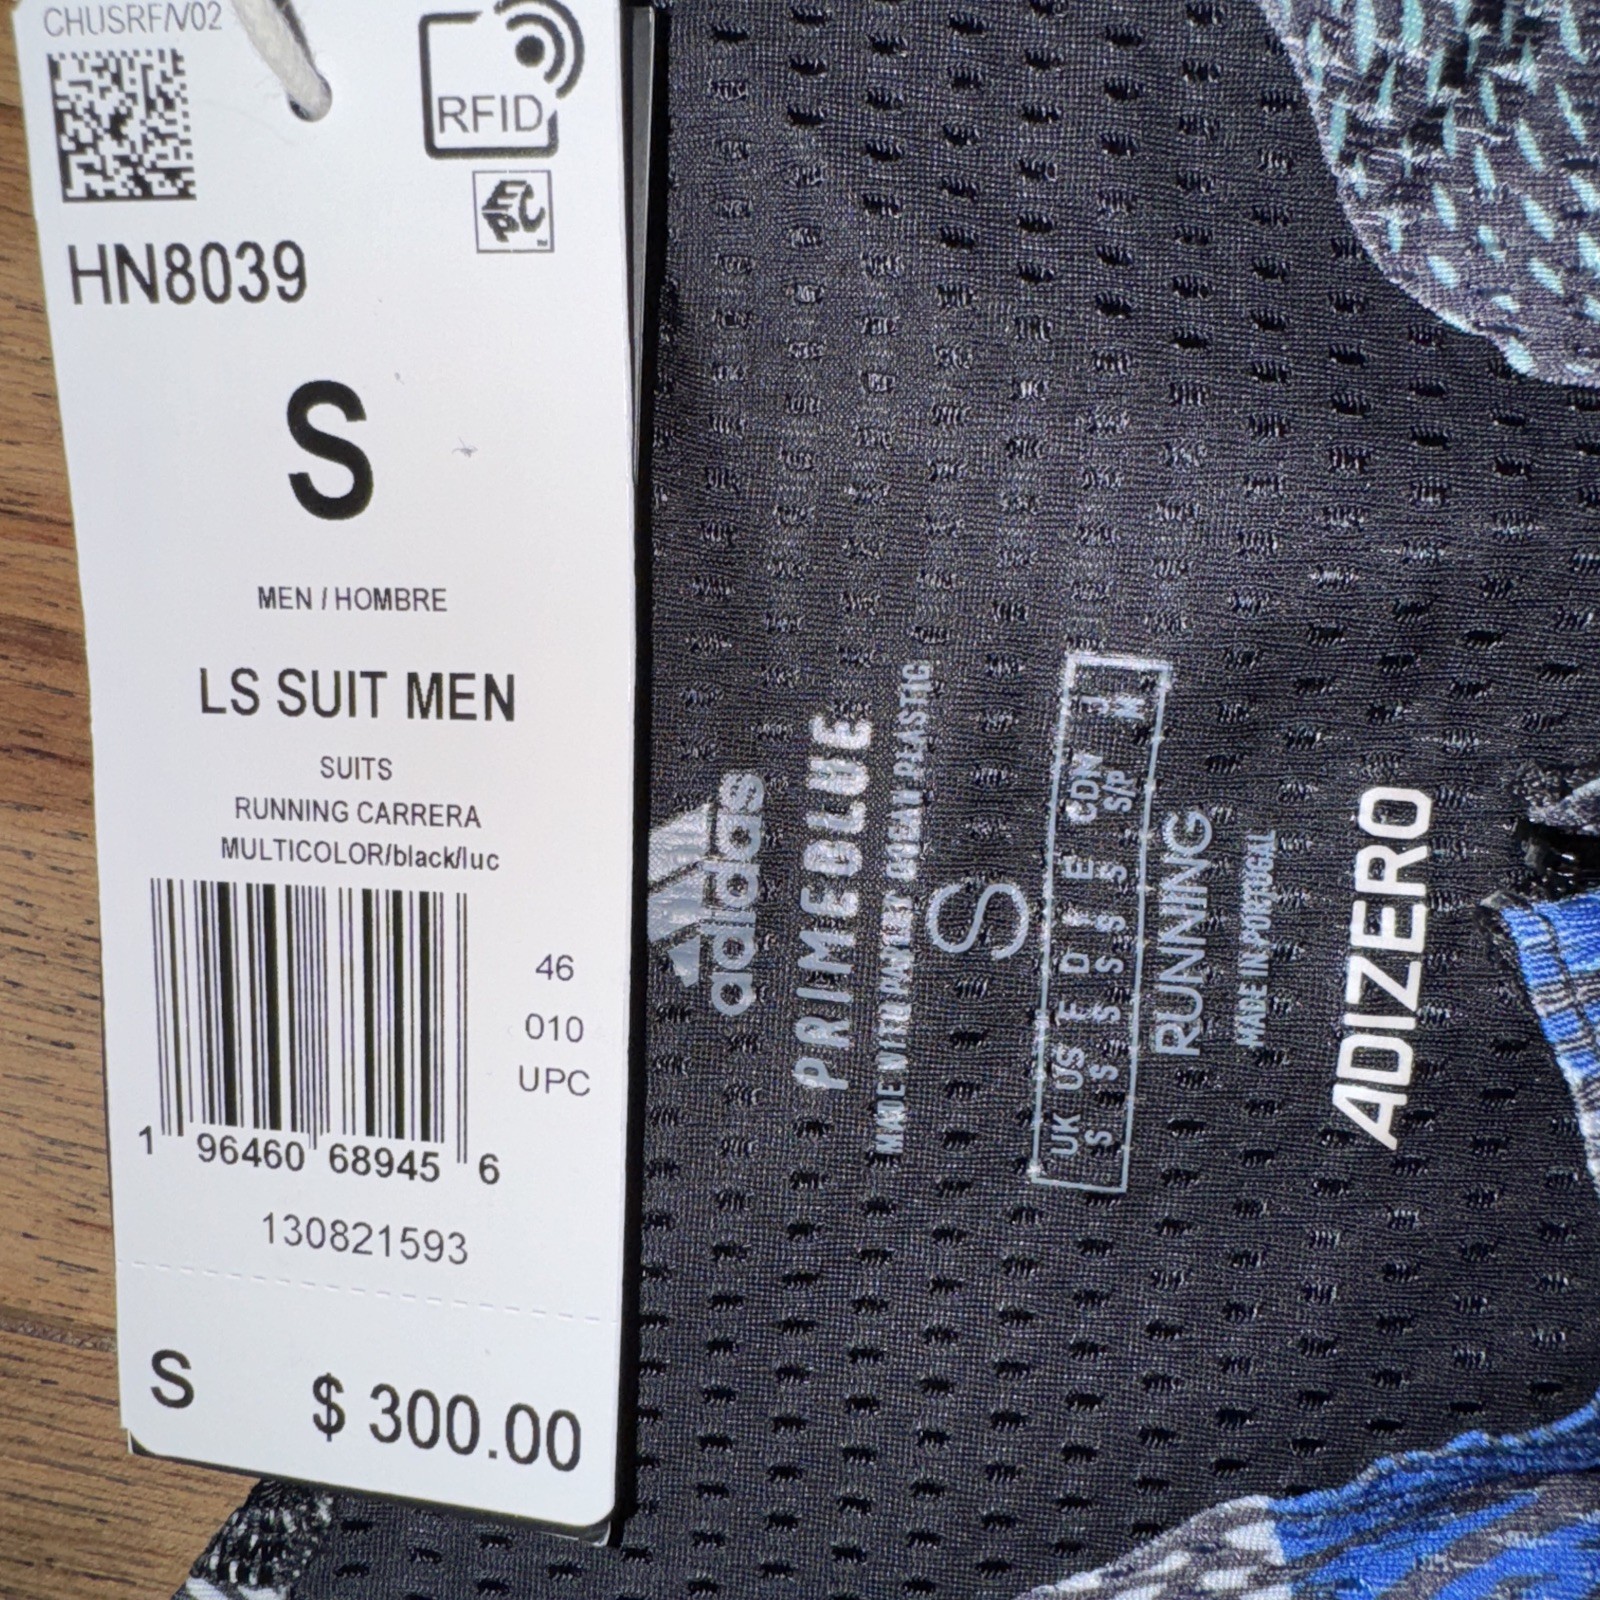 CHUSRF/V02
RFID
EPC
HN8039
S
MEN / HOMBRE
LS SUIT MEN
SUITS
RUNNING CARRERA
MULTICOLOR/black/luc
46
010
UPC
1 96460 68945 6
130821593
S $ 300.00
adidas
PRIMEBLUE
MADE WITH PARLEY OCEAN PLASTIC
S
UK US F D I E CDN J
S S S S S S S/P M
RUNNING
MADE IN PORTUGAL
ADIZERO